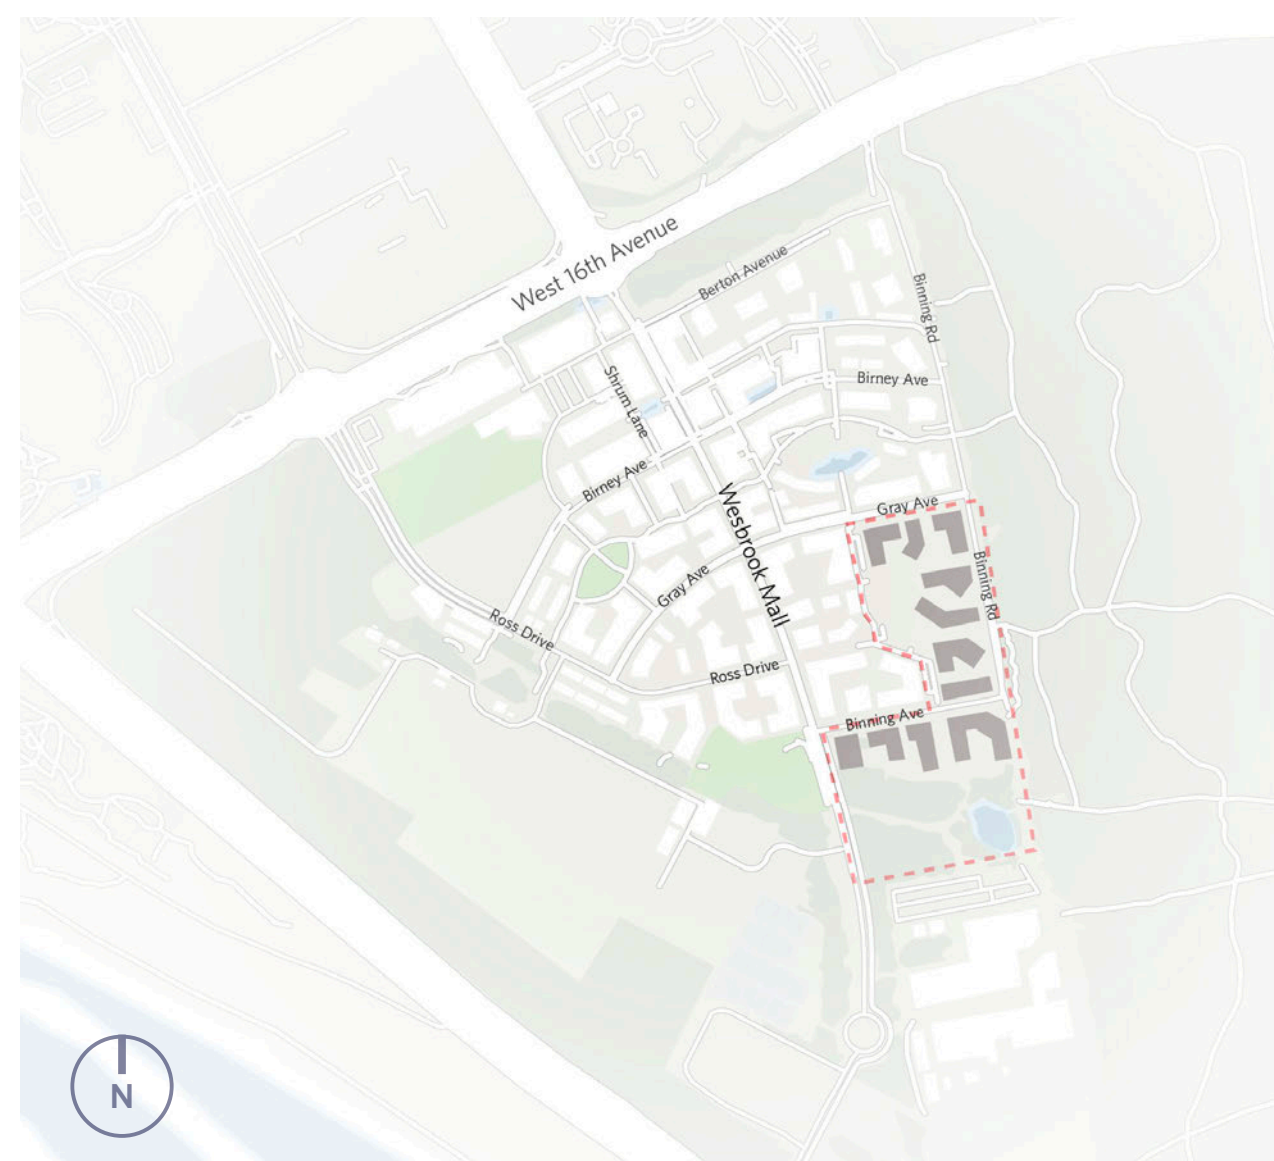 West 16th Avenue
Berton Avenue
Binning Rd
Shrum Lane
Birney Ave
Birney Ave
Wesbrook Mall
Gray Ave
Gray Ave
Binning Rd
Ross Drive
Ross Drive
Binning Ave
N